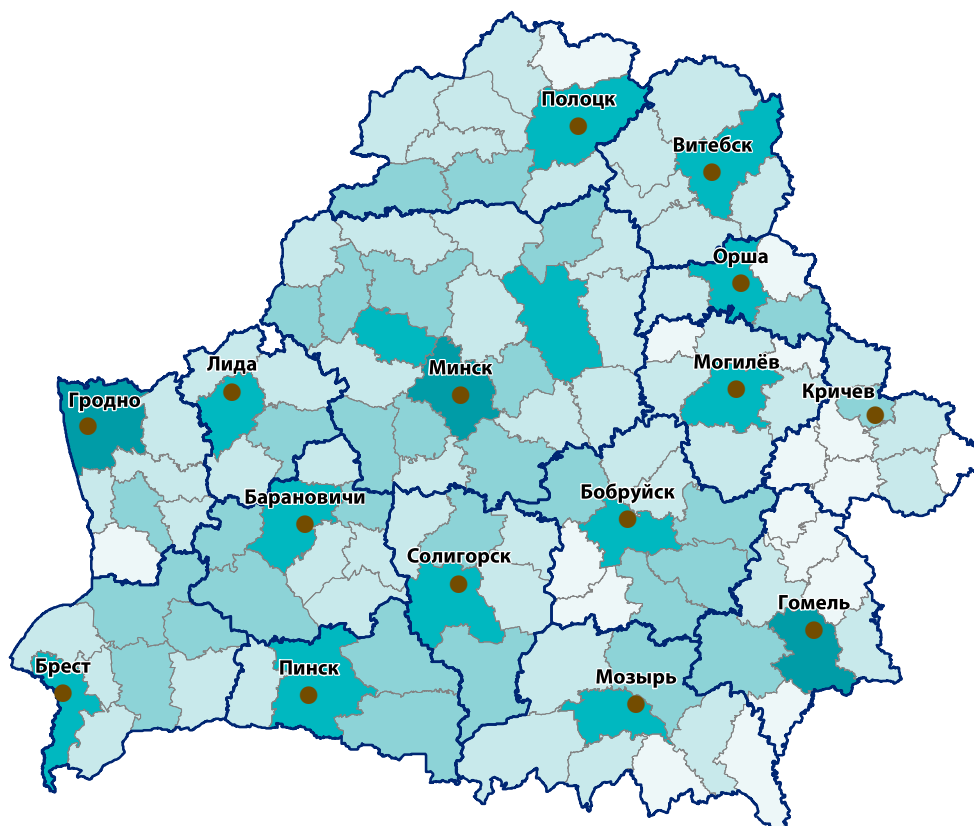 Полоцк
Витебск
Орша
Лида
Минск
Могилёв
Кричев
Гродно
Барановичи
Бобруйск
Солигорск
Гомель
Брест
Пинск
Мозырь